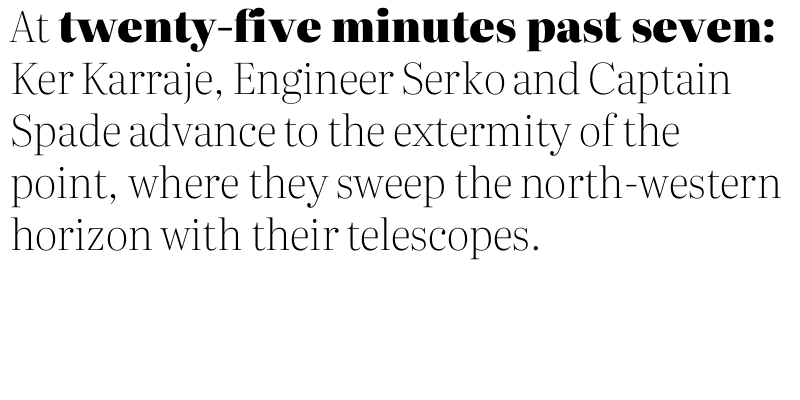 At twenty-five minutes past seven:
Ker Karraje, Engineer Serko and Captain
Spade advance to the extermity of the
point, where they sweep the north-western
horizon with their telescopes.